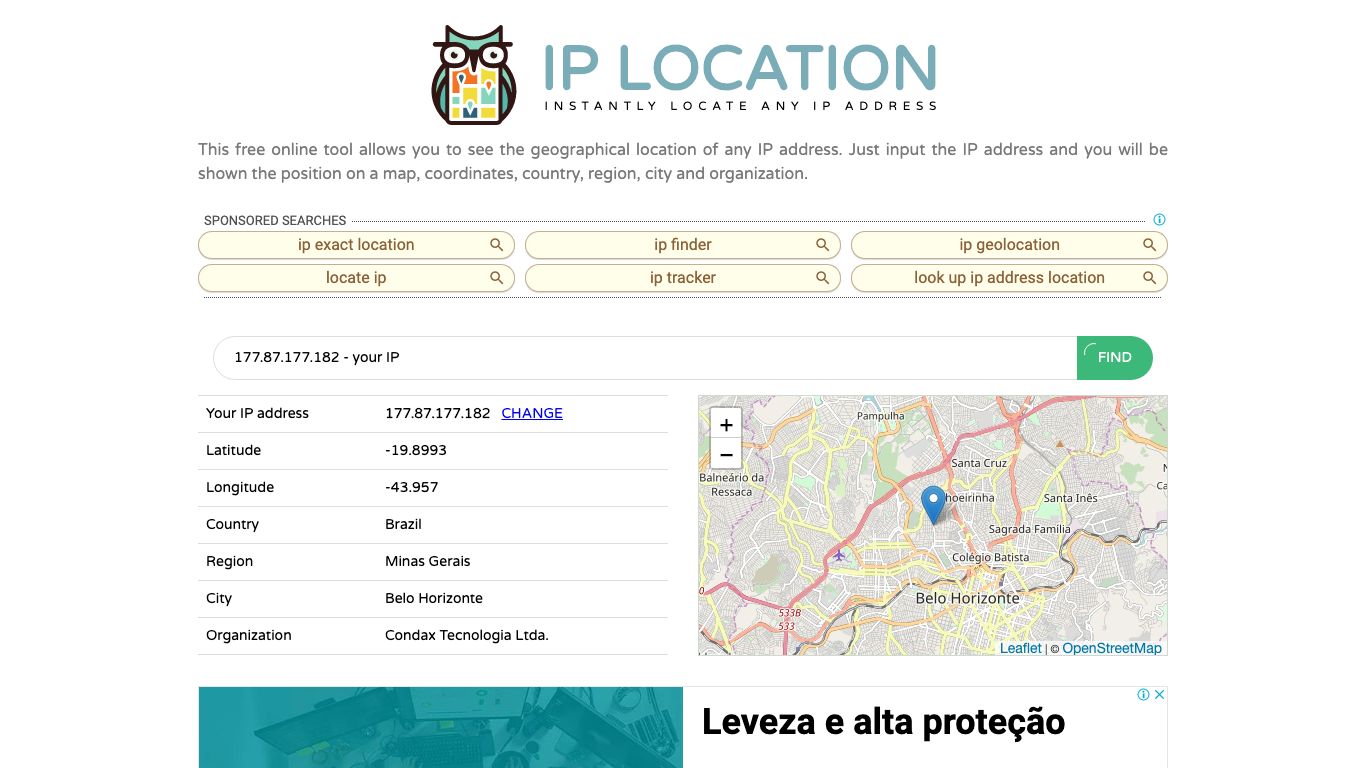 IP LOCATION
INSTANTLY LOCATE ANY IP ADDRESS
This free online tool allows you to see the geographical location of any IP address. Just input the IP address and you will be
shown the position on a map, coordinates, country, region, city and organization.
SPONSORED SEARCHES
ip exact location
ip finder
ip geolocation
locate ip
ip tracker
look up ip address location
177.87.177.182 - your IP
FIND
Your IP address 177.87.177.182 CHANGE
Latitude -19.8993
Longitude -43.957
Country Brazil
Region Minas Gerais
City Belo Horizonte
Organization Condax Tecnologia Ltda.
+
−
Pampulha
Santa Cruz
Balneário da
Ressaca
hoeirinha
Santa Inês
Sagrada Família
Colégio Batista
Belo Horizonte
533B
533
Leaflet | © OpenStreetMap
Leveza e alta proteção